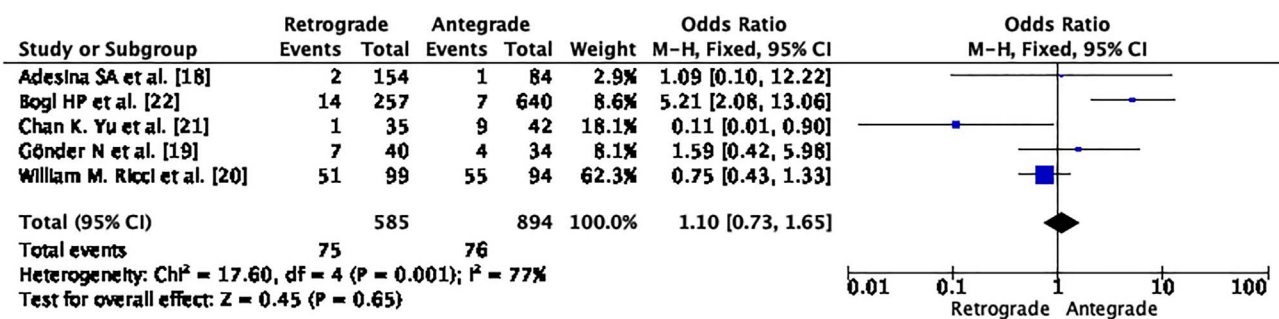 Retrograde Antegrade Odds Ratio Odds Ratio
Study or Subgroup Events Total Events Total Weight M-H, Fixed, 95% CI M-H, Fixed, 95% CI
Adesina SA et al. [18] 2 154 1 84 2.9% 1.09 [0.10, 12.22]
Bogl HP et al. [22] 14 257 7 640 8.6% 5.21 [2.08, 13.06]
Chan K. Yu et al. [21] 1 35 9 42 18.1% 0.11 [0.01, 0.90]
Gönder N et al. [19] 7 40 4 34 8.1% 1.59 [0.42, 5.98]
William M. Ricci et al. [20] 51 99 55 94 62.3% 0.75 [0.43, 1.33]
Total (95% CI) 585 894 100.0% 1.10 [0.73, 1.65]
Total events 75 76
Heterogeneity: Chi² = 17.60, df = 4 (P = 0.001); I² = 77%
Test for overall effect: Z = 0.45 (P = 0.65)
0.01 0.1 1 10 100
Retrograde Antegrade